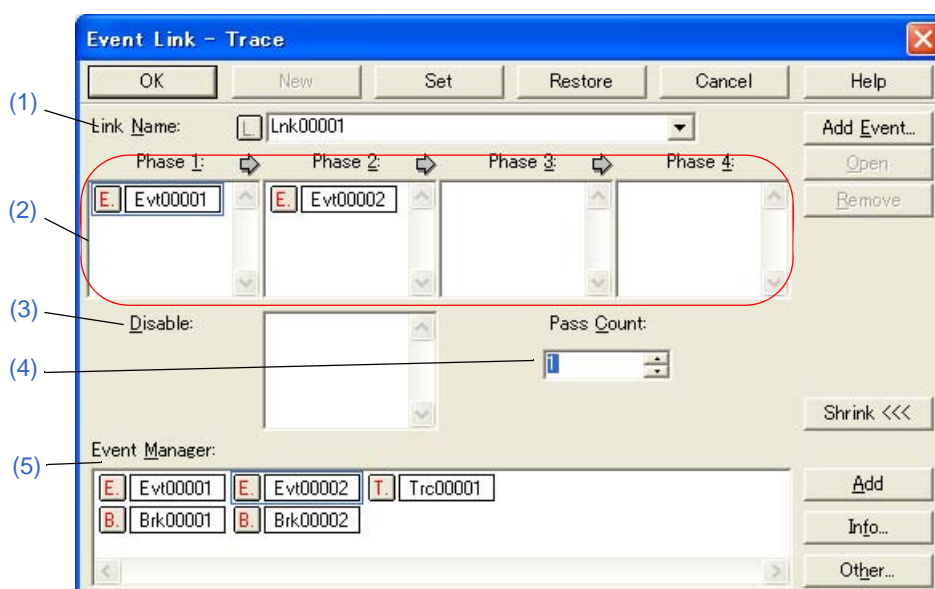 Event Link - Trace
OK New Set Restore Cancel Help
(1)
Link Name: L. Lnk00001 Add Event...
Phase 1: Phase 2: Phase 3: Phase 4: Open
(2)
E. Evt00001 E. Evt00002 Remove
(3)
Disable: Pass Count:
(4)
1
Shrink <<<
(5)
Event Manager:
E. Evt00001 E. Evt00002 T. Trc00001 Add
B. Brk00001 B. Brk00002 Info...
Other...